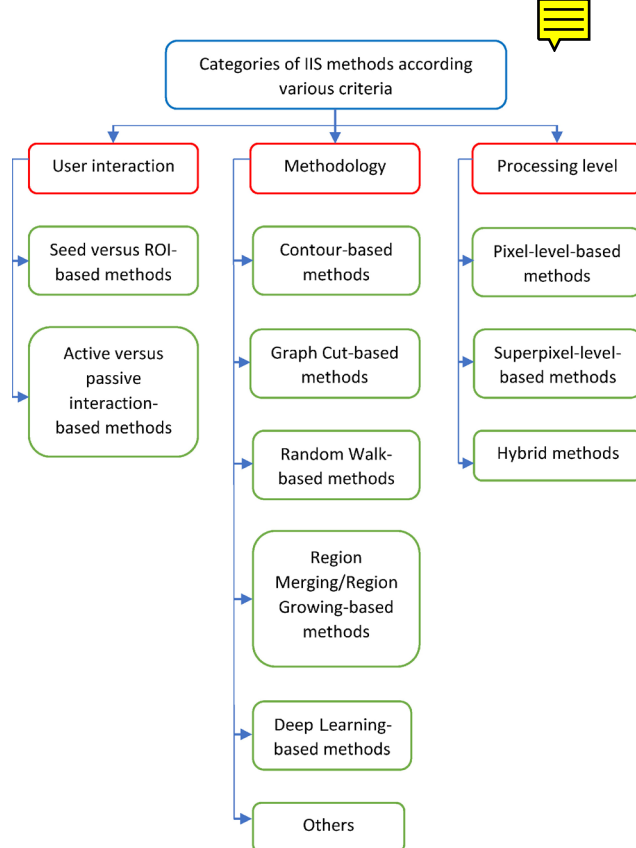 Categories of IIS methods according
various criteria
User interaction
Methodology
Processing level
Seed versus ROI-
based methods
Contour-based
methods
Pixel-level-based
methods
Active versus
passive
interaction-
based methods
Graph Cut-based
methods
Superpixel-level-
based methods
Random Walk-
based methods
Hybrid methods
Region
Merging/Region
Growing-based
methods
Deep Learning-
based methods
Others